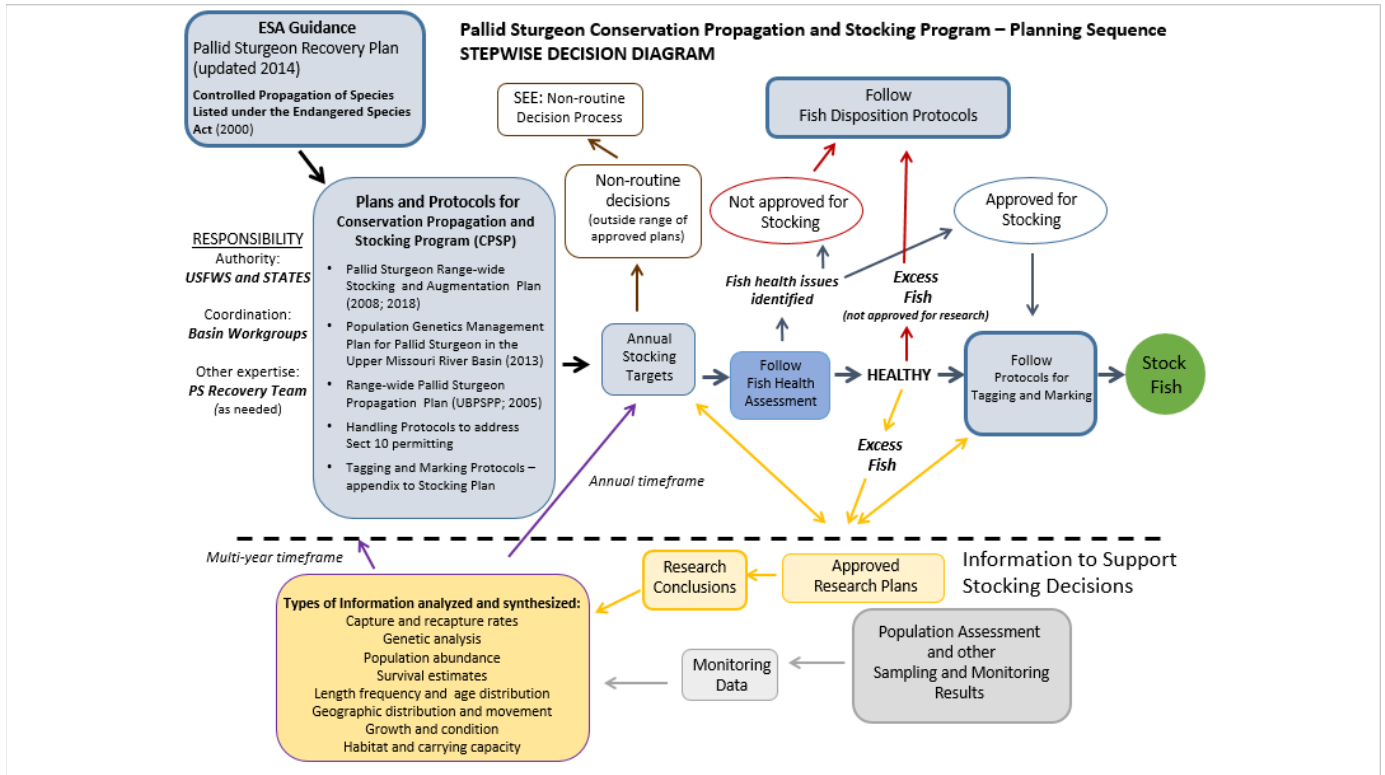 ESA Guidance
Pallid Sturgeon Recovery Plan
(updated 2014)
Controlled Propagation of Species
Listed under the Endangered Species
Act (2000)
Pallid Sturgeon Conservation Propagation and Stocking Program – Planning Sequence
STEPWISE DECISION DIAGRAM
SEE: Non-routine
Decision Process
Follow
Fish Disposition Protocols
Non-routine
decisions
(outside range of
approved plans)
Not approved for
Stocking
Approved for
Stocking
RESPONSIBILITY
Authority:
USFWS and STATES
Coordination:
Basin Workgroups
Other expertise:
PS Recovery Team
(as needed)
Plans and Protocols for
Conservation Propagation and
Stocking Program (CPSP)
• Pallid Sturgeon Range-wide
Stocking and Augmentation Plan
(2008; 2018)
• Population Genetics Management
Plan for Pallid Sturgeon in the
Upper Missouri River Basin (2013)
• Range-wide Pallid Sturgeon
Propagation Plan (UBPSPP; 2005)
• Handling Protocols to address
Sect 10 permitting
• Tagging and Marking Protocols –
appendix to Stocking Plan
Fish health issues
identified
Excess
Fish
(not approved for research)
Annual
Stocking
Targets
Follow
Fish Health
Assessment
HEALTHY
Follow
Protocols for
Tagging and Marking
Stock
Fish
Excess
Fish
Annual timeframe
Multi-year timeframe
Information to Support
Stocking Decisions
Research
Conclusions
Approved
Research Plans
Types of Information analyzed and synthesized:
Capture and recapture rates
Genetic analysis
Population abundance
Survival estimates
Length frequency and age distribution
Geographic distribution and movement
Growth and condition
Habitat and carrying capacity
Monitoring
Data
Population Assessment
and other
Sampling and Monitoring
Results